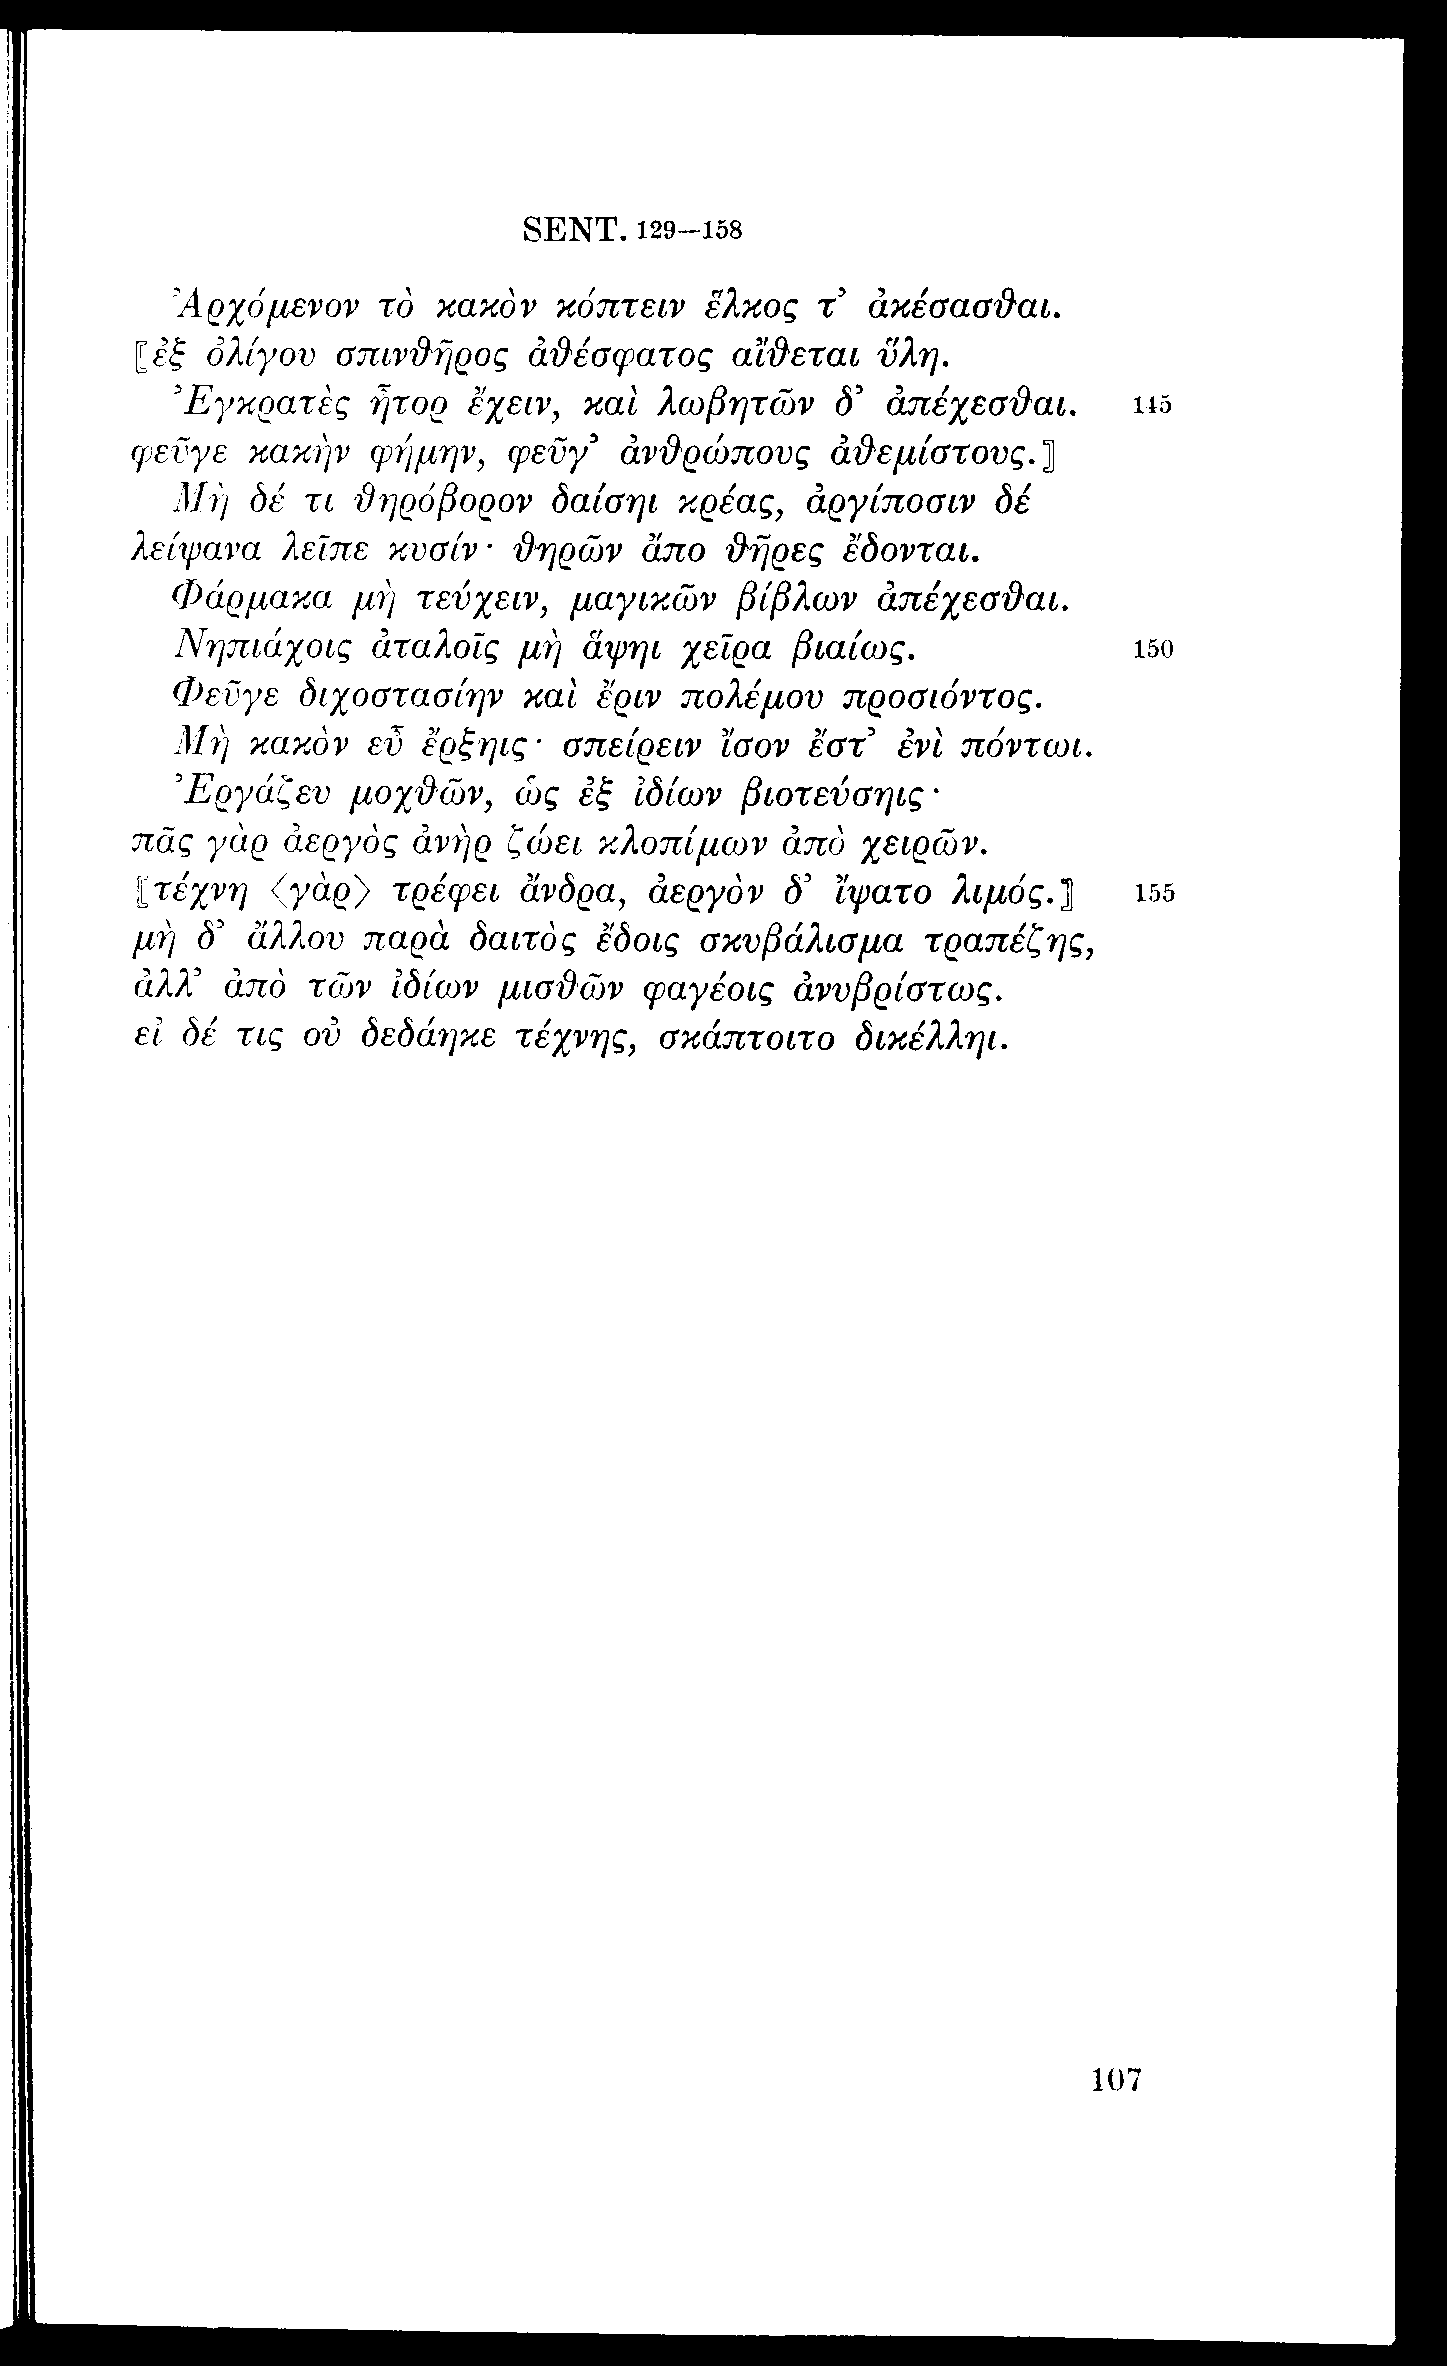 SENT. 129—158
Ἀρχόμενον τὸ κακὸν κόπτειν ἕλκος τ’ ἀκέσασθαι.
⟦ἐξ ὀλίγου σπινθῆρος ἀθέσφατος αἴθεται ὕλη.
Ἐγκρατὲς ἦτορ ἔχειν, καὶ λωβητῶν δ’ ἀπέχεσθαι. 145
φεῦγε κακὴν φήμην, φεῦγ’ ἀνθρώπους ἀθεμίστους.⟧
Μὴ δέ τι θηρόβορον δαίσηι κρέας, ἀργίποσιν δέ
λείψανα λεῖπε κυσίν· θηρῶν ἄπο θῆρες ἔδονται.
Φάρμακα μὴ τεύχειν, μαγικῶν βίβλων ἀπέχεσθαι.
Νηπιάχοις ἀταλοῖς μὴ ἅψηι χεῖρα βιαίως. 150
Φεῦγε διχοστασίην καὶ ἔριν πολέμου προσιόντος.
Μὴ κακὸν εὖ ἔρξηις· σπείρειν ἴσον ἔστ’ ἐνὶ πόντωι.
Ἐργάζευ μοχθῶν, ὡς ἐξ ἰδίων βιοτεύσηις·
πᾶς γὰρ ἀεργὸς ἀνὴρ ζώει κλοπίμων ἀπὸ χειρῶν.
⟦τέχνη ⟨γὰρ⟩ τρέφει ἄνδρα, ἀεργὸν δ’ ἴψατο λιμός.⟧ 155
μὴ δ’ ἄλλου παρὰ δαιτὸς ἔδοις σκυβάλισμα τραπέζης,
ἀλλ’ ἀπὸ τῶν ἰδίων μισθῶν φαγέοις ἀνυβρίστως.
εἰ δέ τις οὐ δεδάηκε τέχνης, σκάπτοιτο δικέλληι.
107